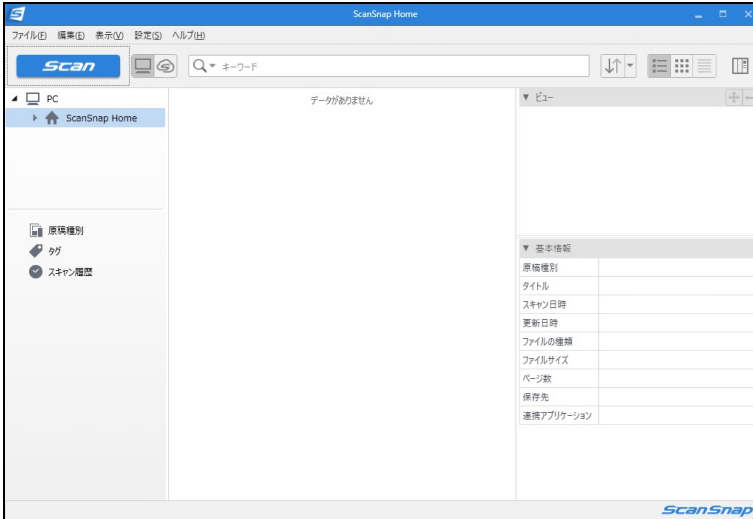 ScanSnap Home
ファイル(F) 編集(E) 表示(V) 設定(S) ヘルプ(H)
Scan
キーワード
PC
ScanSnap Home
原稿種別
タグ
スキャン履歴
データがありません
ビュー
基本情報
原稿種別
タイトル
スキャン日時
更新日時
ファイルの種類
ファイルサイズ
ページ数
保存先
連携アプリケーション
ScanSnap